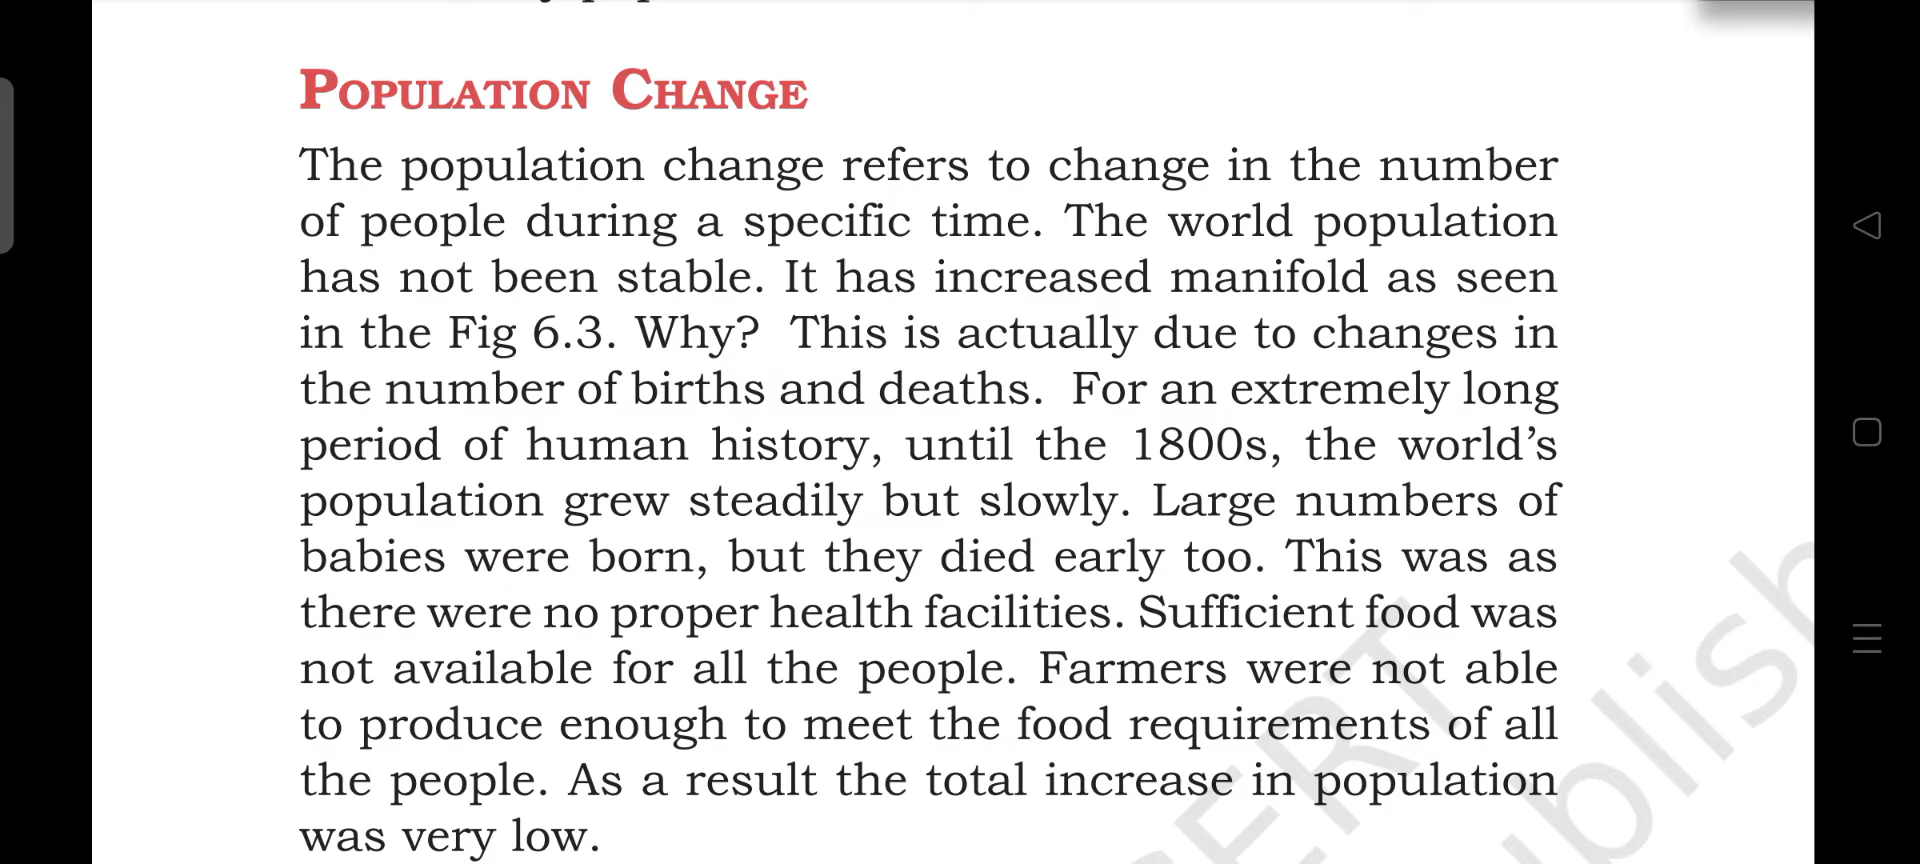 POPULATION CHANGE
The population change refers to change in the number
of people during a specific time. The world population
has not been stable. It has increased manifold as seen
in the Fig 6.3. Why? This is actually due to changes in
the number of births and deaths. For an extremely long
period of human history, until the 1800s, the world’s
population grew steadily but slowly. Large numbers of
babies were born, but they died early too. This was as
there were no proper health facilities. Sufficient food was
not available for all the people. Farmers were not able
to produce enough to meet the food requirements of all
the people. As a result the total increase in population
was very low.